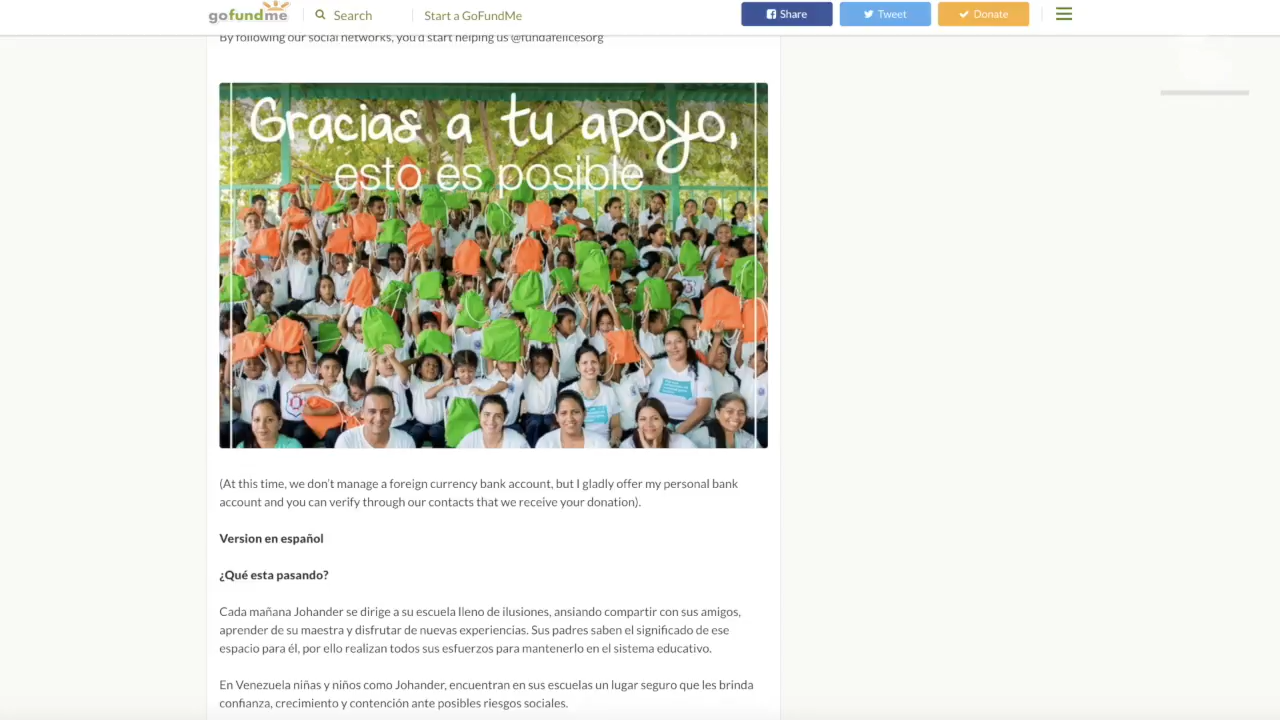 gofundme
Search
Start a GoFundMe
Share
Tweet
Donate
By following our social networks, you'd start helping us @fundafelicesorg
Gracias a tu apoyo,
esto es posible
(At this time, we don't manage a foreign currency bank account, but I gladly offer my personal bank
account and you can verify through our contacts that we receive your donation).
Version en español
¿Qué esta pasando?
Cada mañana Johander se dirige a su escuela lleno de ilusiones, ansiando compartir con sus amigos,
aprender de su maestra y disfrutar de nuevas experiencias. Sus padres saben el significado de ese
espacio para él, por ello realizan todos sus esfuerzos para mantenerlo en el sistema educativo.
En Venezuela niñas y niños como Johander, encuentran en sus escuelas un lugar seguro que les brinda
confianza, crecimiento y contención ante posibles riesgos sociales.